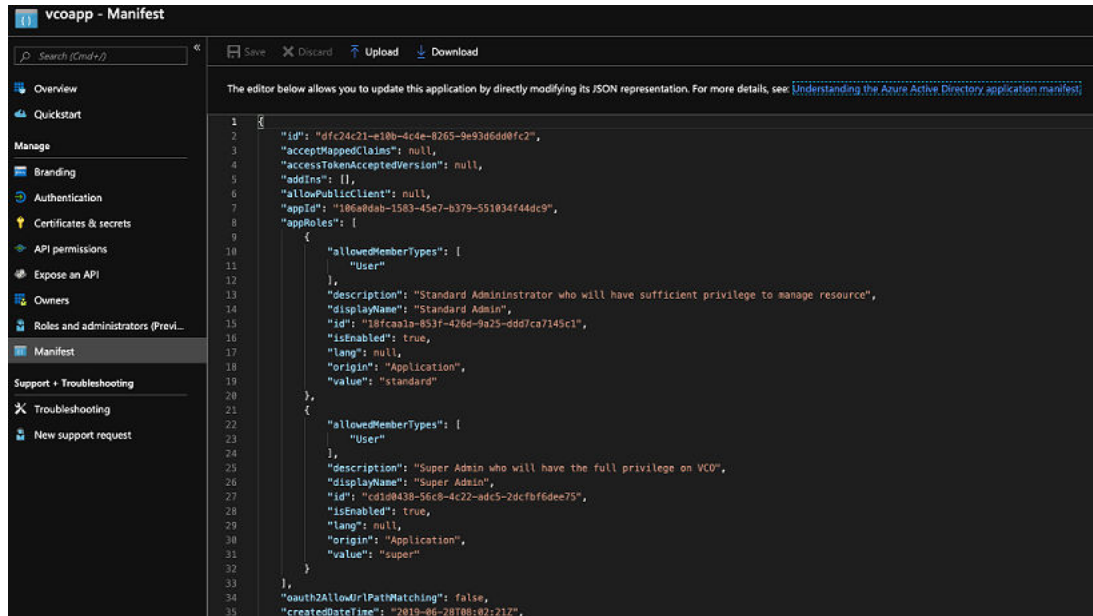 vcoapp - Manifest
Search (Cmd+/)
«
Save
Discard
Upload
Download
Overview
Quickstart
Manage
Branding
Authentication
Certificates & secrets
API permissions
Expose an API
Owners
Roles and administrators (Previ...
Manifest
Support + Troubleshooting
Troubleshooting
New support request
The editor below allows you to update this application by directly modifying its JSON representation. For more details, see: Understanding the Azure Active Directory application manifest.
1 {
2 "id": "dfc24c21-e10b-4c4e-8265-9e93d6dd0fc2",
3 "acceptMappedClaims": null,
4 "accessTokenAcceptedVersion": null,
5 "addIns": [],
6 "allowPublicClient": null,
7 "appId": "106a0dab-1583-45e7-b379-551034f44dc9",
8 "appRoles": [
9 {
10 "allowedMemberTypes": [
11 "User"
12 ],
13 "description": "Standard Admininstrator who will have sufficient privilege to manage resource",
14 "displayName": "Standard Admin",
15 "id": "18fcaa1a-853f-426d-9a25-ddd7ca7145c1",
16 "isEnabled": true,
17 "lang": null,
18 "origin": "Application",
19 "value": "standard"
20 },
21 {
22 "allowedMemberTypes": [
23 "User"
24 ],
25 "description": "Super Admin who will have the full privilege on VCO",
26 "displayName": "Super Admin",
27 "id": "cd1d0438-56c8-4c22-adc5-2dcfbf6dee75",
28 "isEnabled": true,
29 "lang": null,
30 "origin": "Application",
31 "value": "super"
32 }
33 ],
34 "oauth2AllowUrlPathMatching": false,
35 "createdDateTime": "2019-06-28T08:02:21Z",